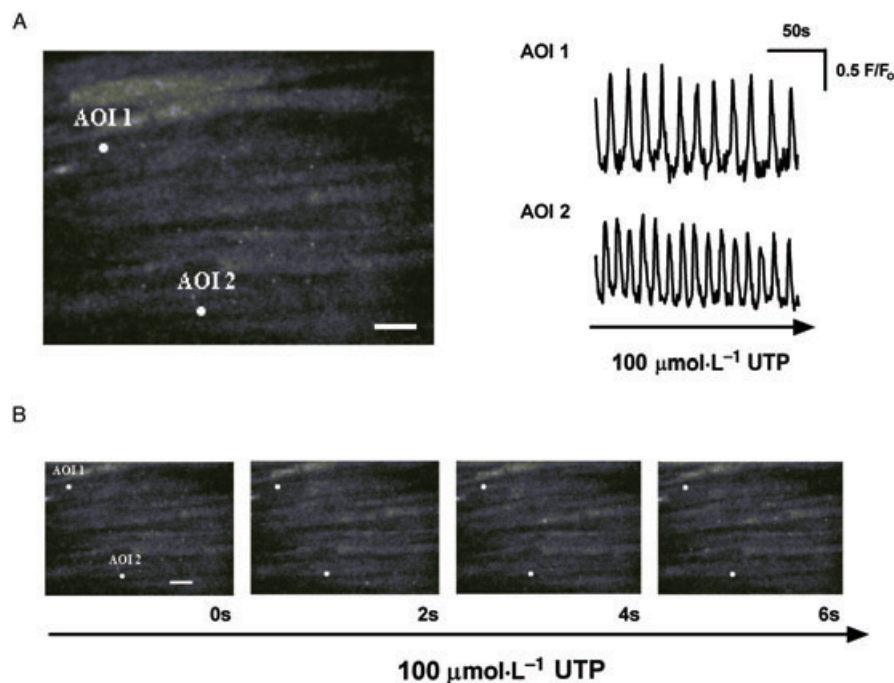 A
AOI 1
AOI 2
AOI 1
50s
0.5 F/Fo
AOI 2
100 μmol·L⁻¹ UTP
B
AOI 1
AOI 2
0s
2s
4s
6s
100 μmol·L⁻¹ UTP